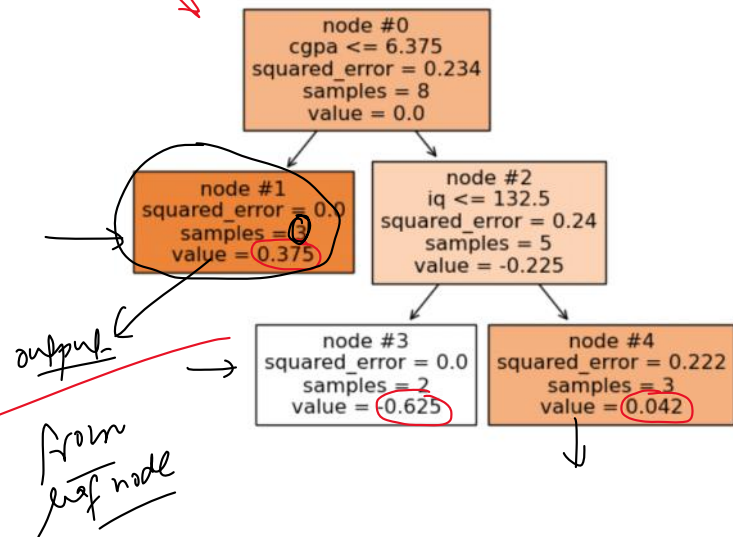 node #0
cgpa <= 6.375
squared_error = 0.234
samples = 8
value = 0.0
node #1
squared_error = 0.0
samples = 3
value = 0.375
node #2
iq <= 132.5
squared_error = 0.24
samples = 5
value = -0.225
output
node #3
squared_error = 0.0
samples = 2
value = -0.625
node #4
squared_error = 0.222
samples = 3
value = 0.042
from
leaf node